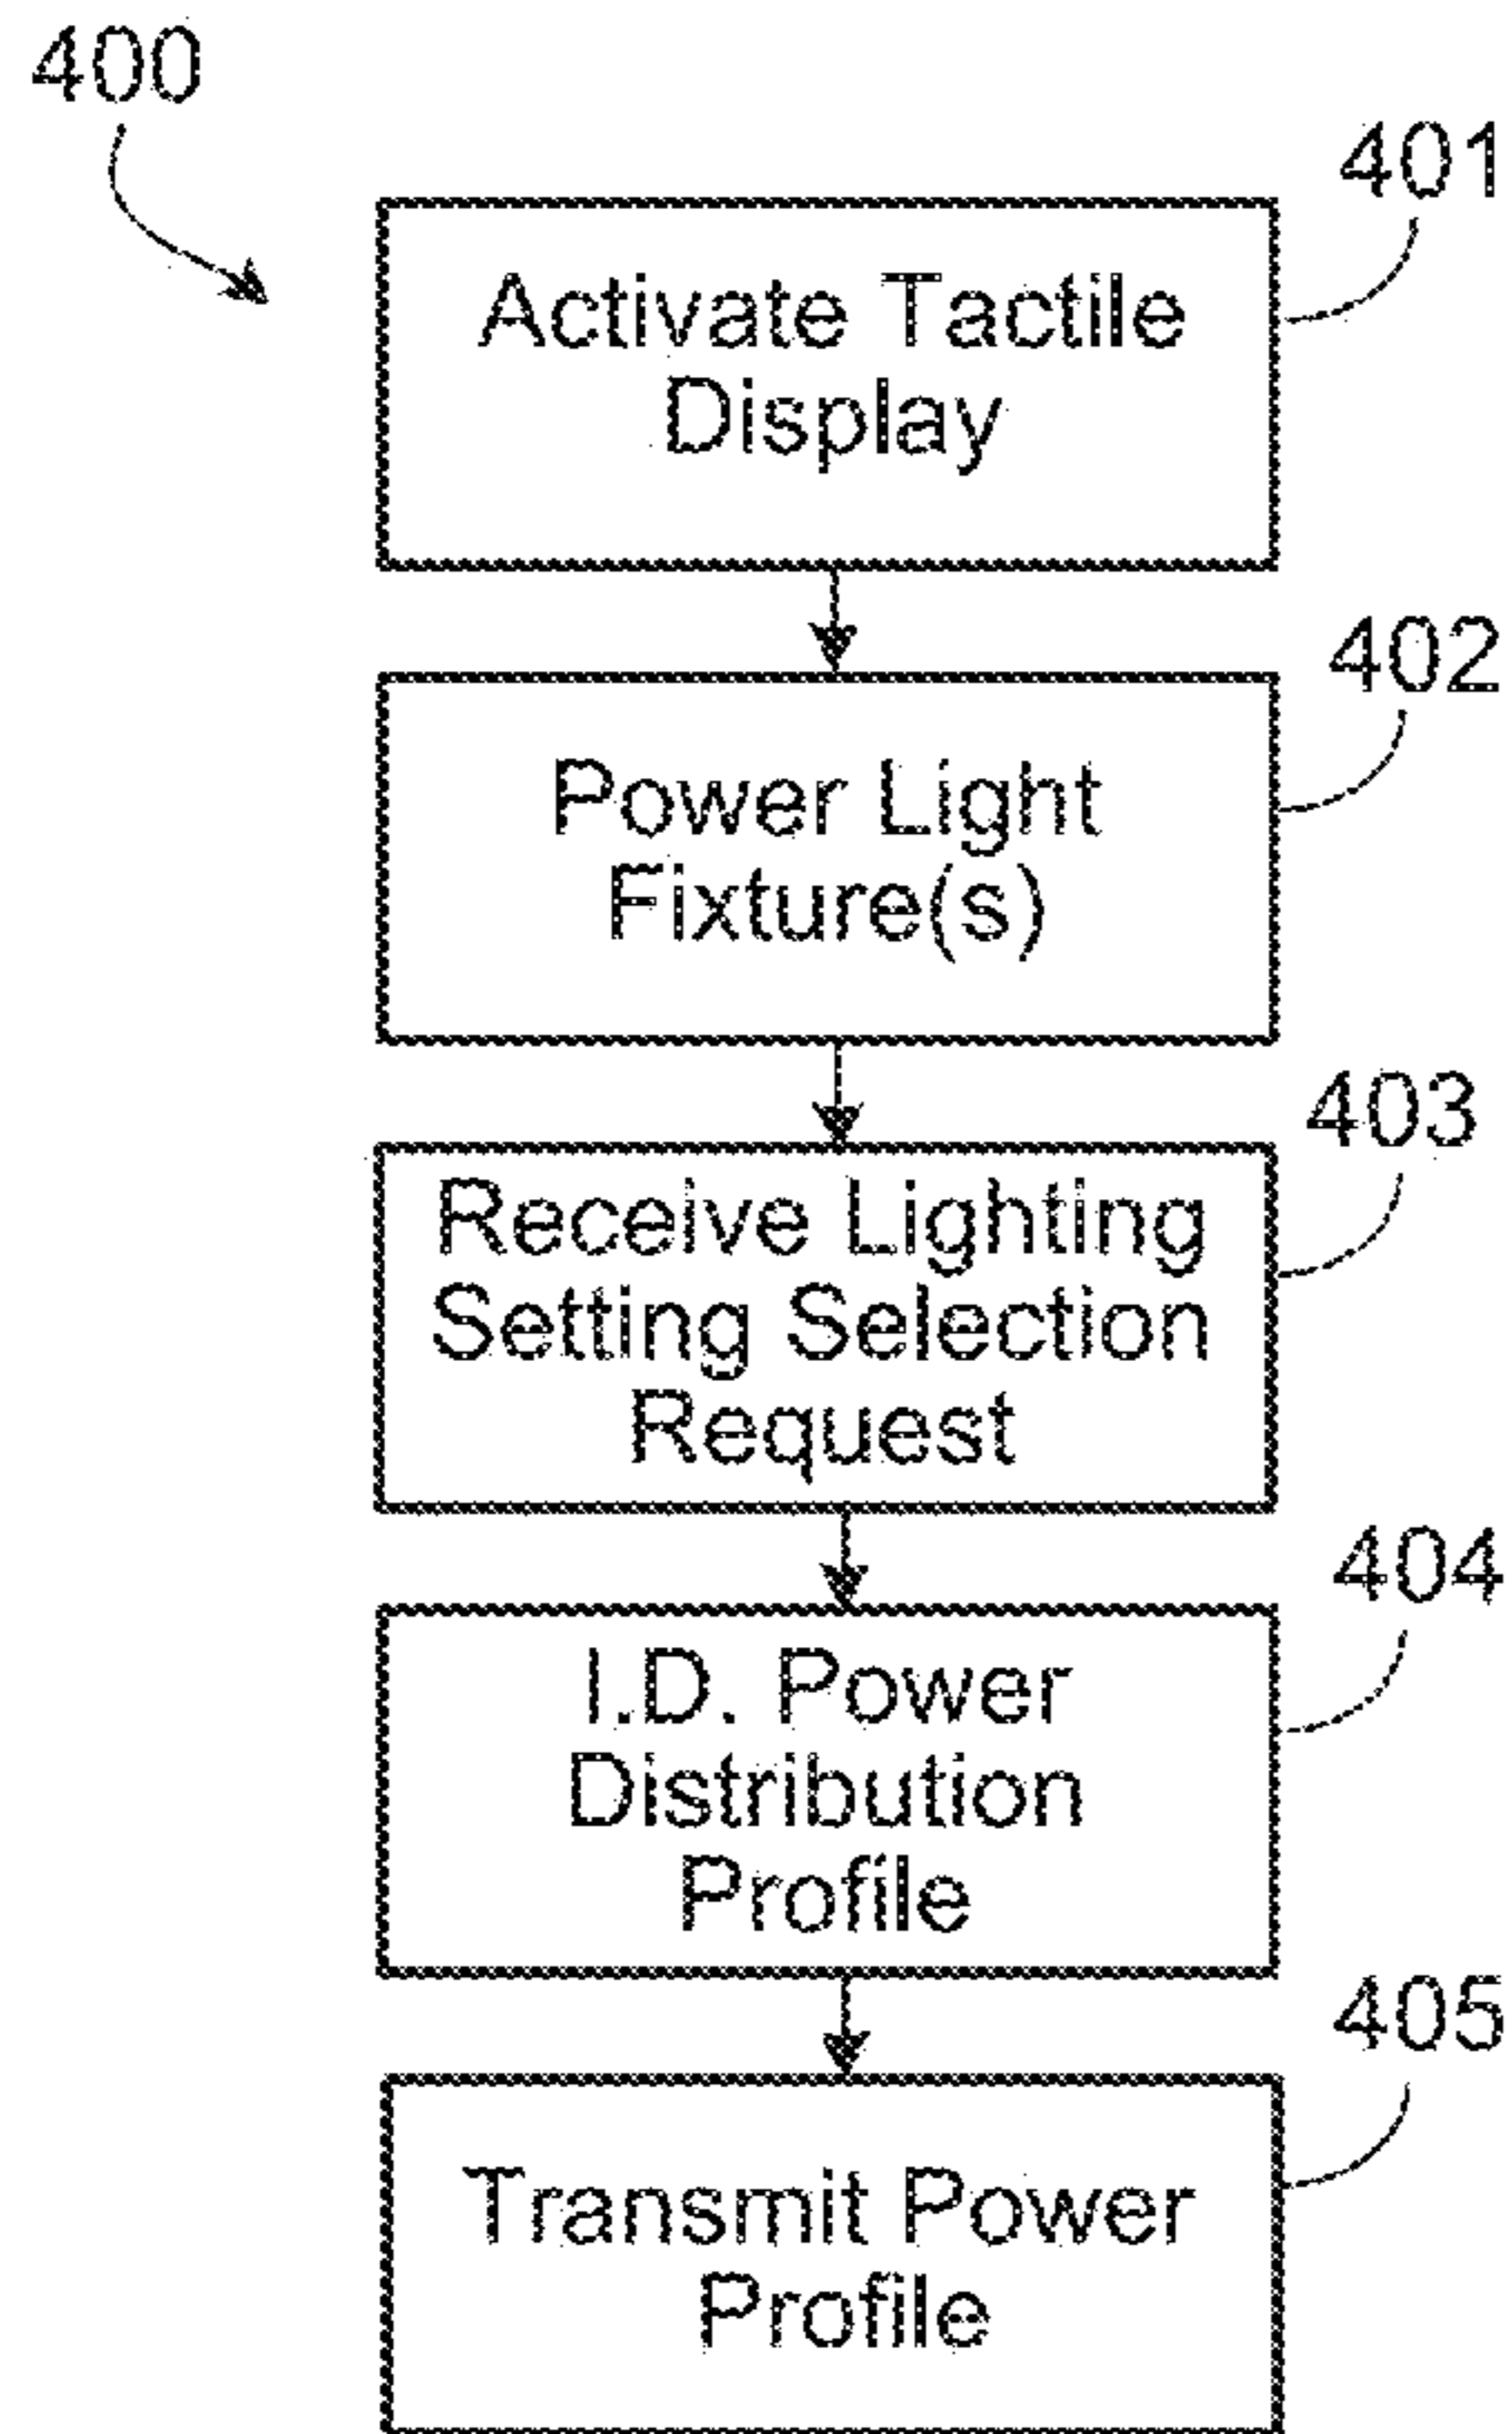 400
401
Activate Tactile
Display
402
Power Light
Fixture(s)
403
Receive Lighting
Setting Selection
Request
404
I.D. Power
Distribution
Profile
405
Transmit Power
Profile